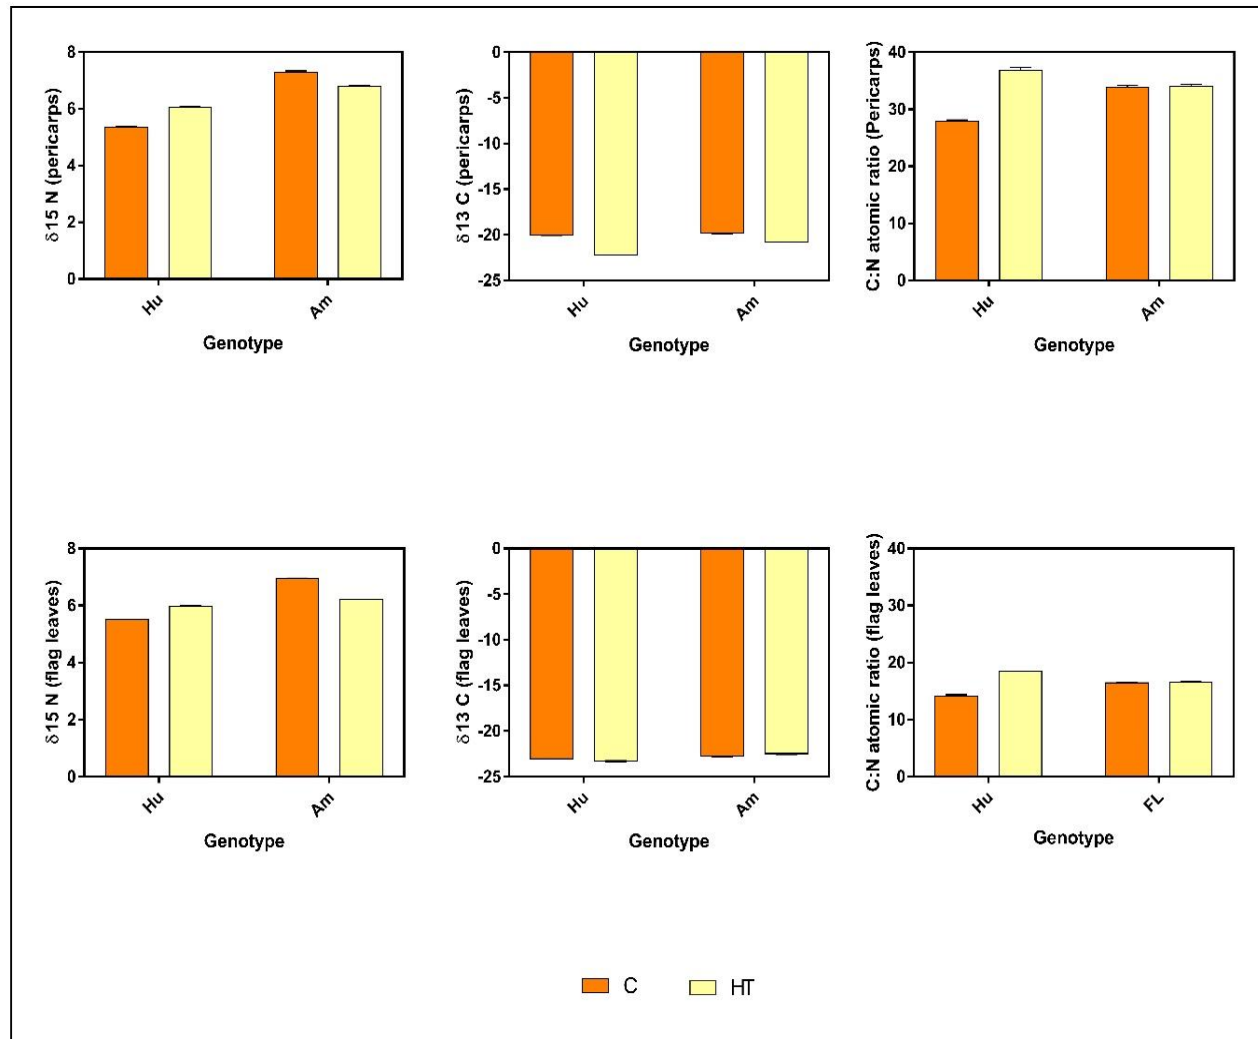 δ15 N (pericarps)
8
6
4
2
0
Hu
Am
Genotype
δ13 C (pericarps)
0
-5
-10
-15
-20
-25
Hu
Am
Genotype
C:N atomic ratio (Pericarps)
40
30
20
10
0
Hu
Am
Genotype
δ15 N (flag leaves)
8
6
4
2
0
Hu
Am
Genotype
δ13 C (flag leaves)
0
-5
-10
-15
-20
-25
Hu
Am
Genotype
C:N atomic ratio (flag leaves)
40
30
20
10
0
Hu
FL
Genotype
C
HT